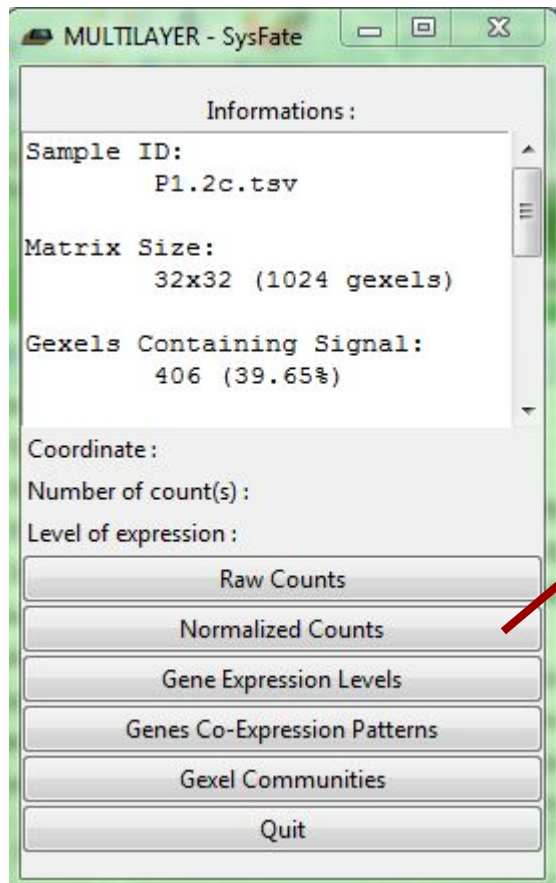 MULTILAYER - SysFate
Informations :
Sample ID:
P1.2c.tsv
Matrix Size:
32x32 (1024 gexels)
Gexels Containing Signal:
406 (39.65%)
Coordinate :
Number of count(s) :
Level of expression :
Raw Counts
Normalized Counts
Gene Expression Levels
Genes Co-Expression Patterns
Gexel Communities
Quit